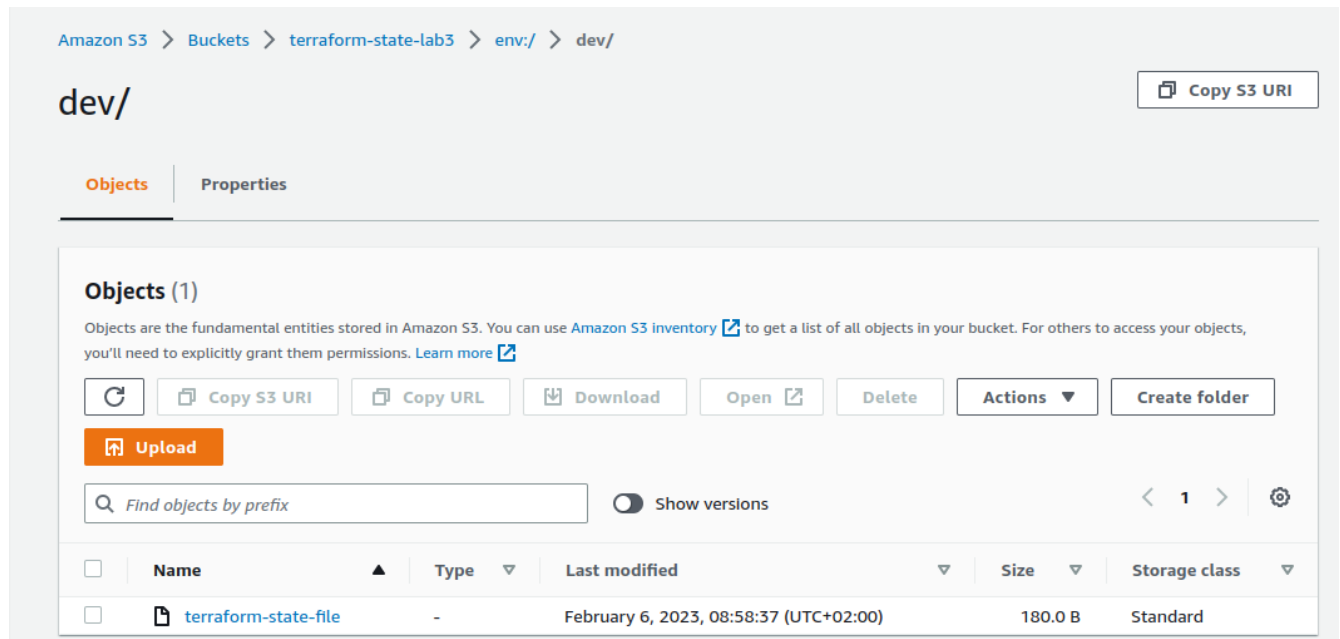 Amazon S3 > Buckets > terraform-state-lab3 > env:/ > dev/
dev/
Copy S3 URI
Objects Properties
Objects (1)
Objects are the fundamental entities stored in Amazon S3. You can use Amazon S3 inventory to get a list of all objects in your bucket. For others to access your objects,
you'll need to explicitly grant them permissions. Learn more
Copy S3 URI Copy URL Download Open Delete Actions Create folder
Upload
Find objects by prefix Show versions < 1 >
Name Type Last modified Size Storage class
terraform-state-file - February 6, 2023, 08:58:37 (UTC+02:00) 180.0 B Standard